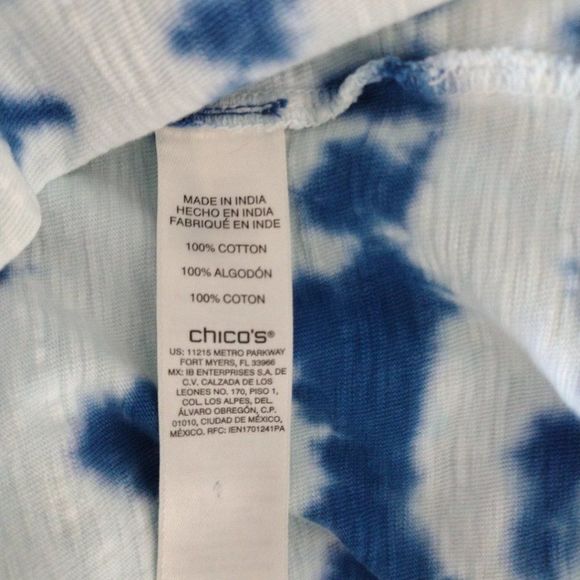 MADE IN INDIA
HECHO EN INDIA
FABRIQUÉ EN INDE
100% COTTON
100% ALGODÓN
100% COTON
chico's®
US: 11215 METRO PARKWAY
FORT MYERS, FL 33966
MX: IB ENTERPRISES S.A. DE
C.V. CALZADA DE LOS
LEONES NO. 170, PISO 1,
COL. LOS ALPES, DEL.
ÁLVARO OBREGÓN, C.P.
01010, CIUDAD DE MÉXICO,
MÉXICO. RFC: IEN1701241PA